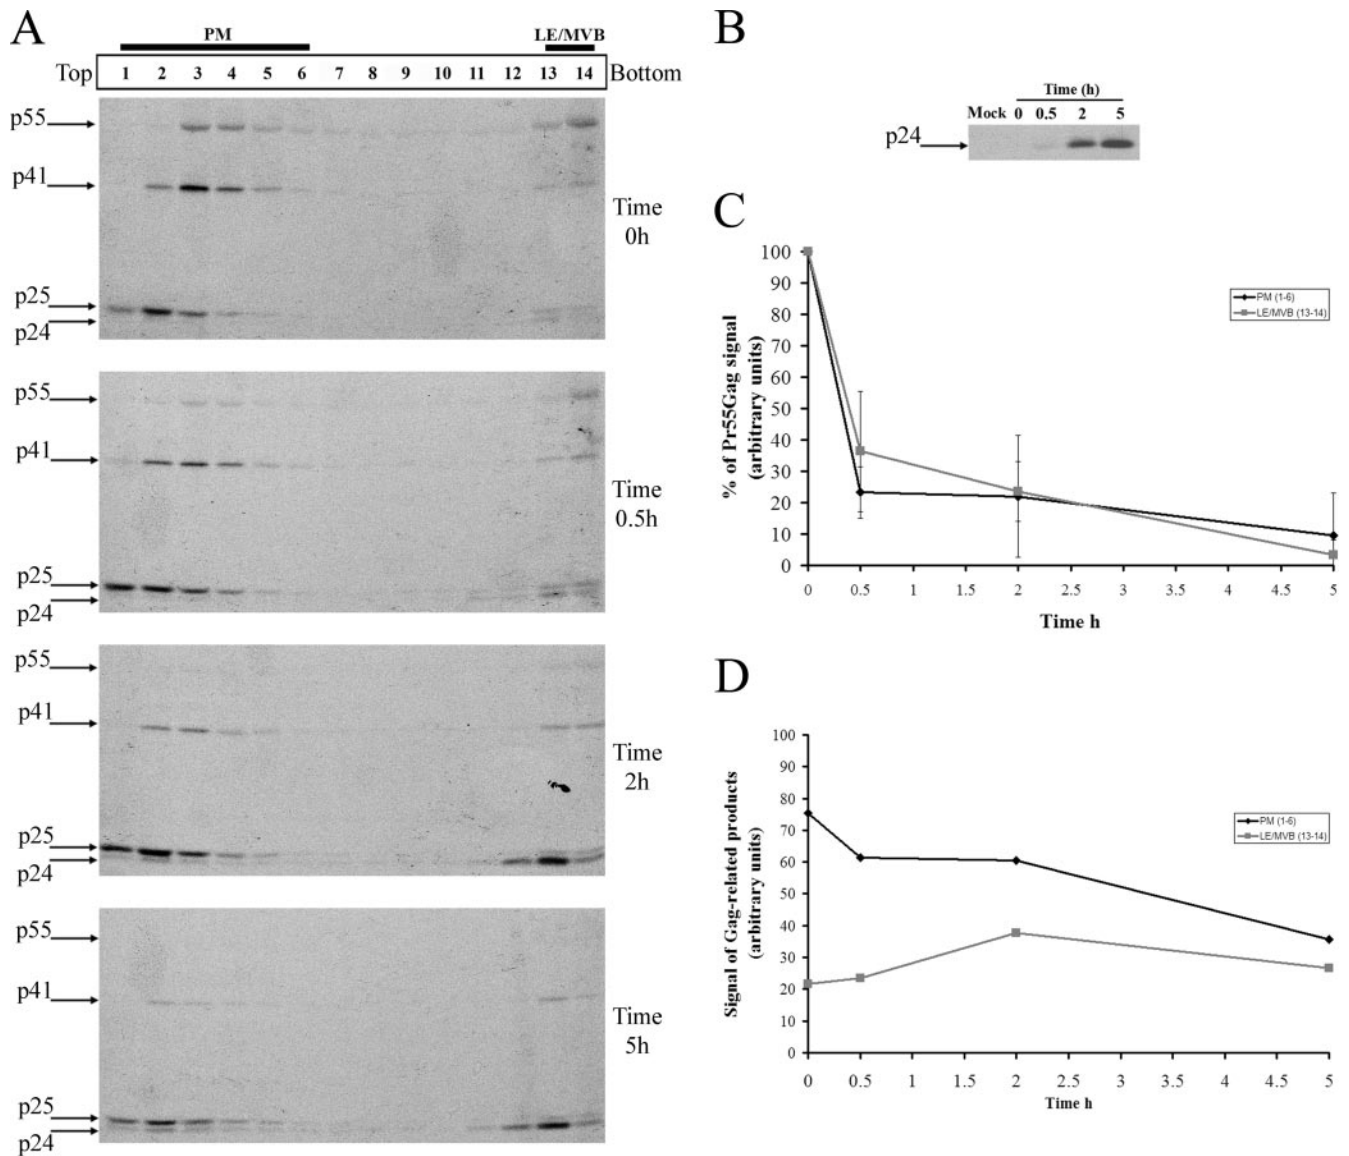 A
PM
LE/MVB
Top 1 2 3 4 5 6 7 8 9 10 11 12 13 14 Bottom
p55
p41
p25
p24
Time
0h
p55
p41
p25
p24
Time
0.5h
p55
p41
p25
p24
Time
2h
p55
p41
p25
p24
Time
5h
B
Time (h)
Mock 0 0.5 2 5
p24
C
% of Pr55Gag signal
(arbitrary units)
100
90
80
70
60
50
40
30
20
10
0
0 0.5 1 1.5 2 2.5 3 3.5 4 4.5 5
Time h
PM (1-6)
LE/MVB (13-14)
D
Signal of Gag-related products
(arbitrary units)
100
90
80
70
60
50
40
30
20
10
0
0 0.5 1 1.5 2 2.5 3 3.5 4 4.5 5
Time h
PM (1-6)
LE/MVB (13-14)